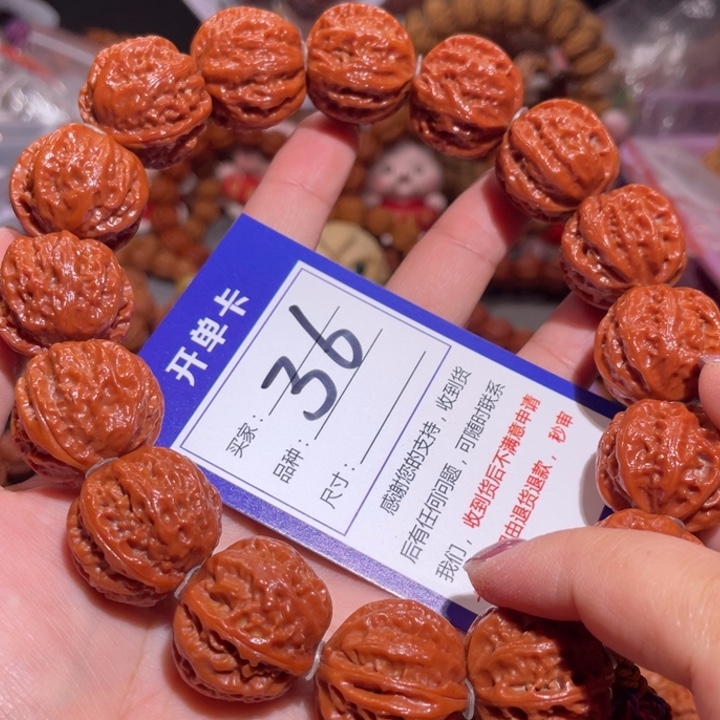 开单卡
买家：
36
品种：
尺寸：
感谢您的支持，收到货
后有任何问题，可随时联系
我们，收到货后不满意申请
由退货退款，秒审